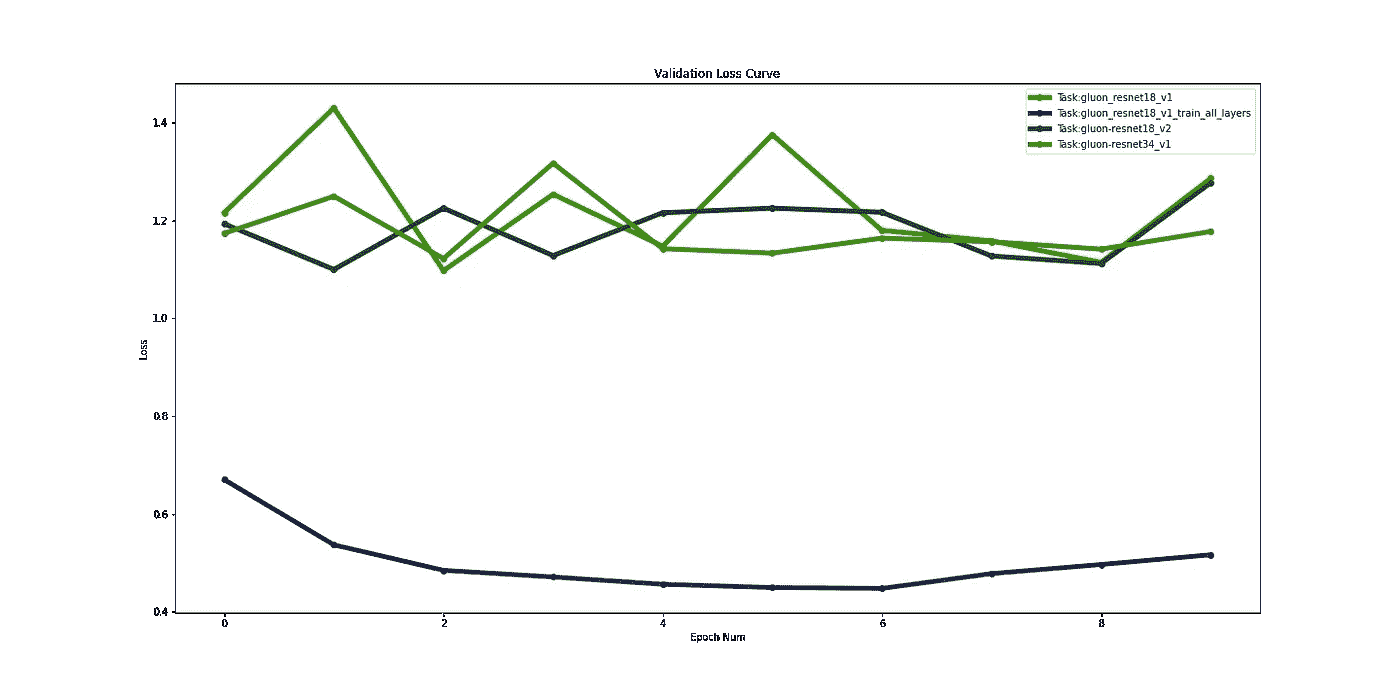 Validation Loss Curve
Task:gluon_resnet18_v1
Task:gluon_resnet18_v1_train_all_layers
Task:gluon-resnet18_v2
Task:gluon-resnet34_v1
1.4
1.2
1.0
0.8
0.6
0.4
Loss
0 2 4 6 8
Epoch Num